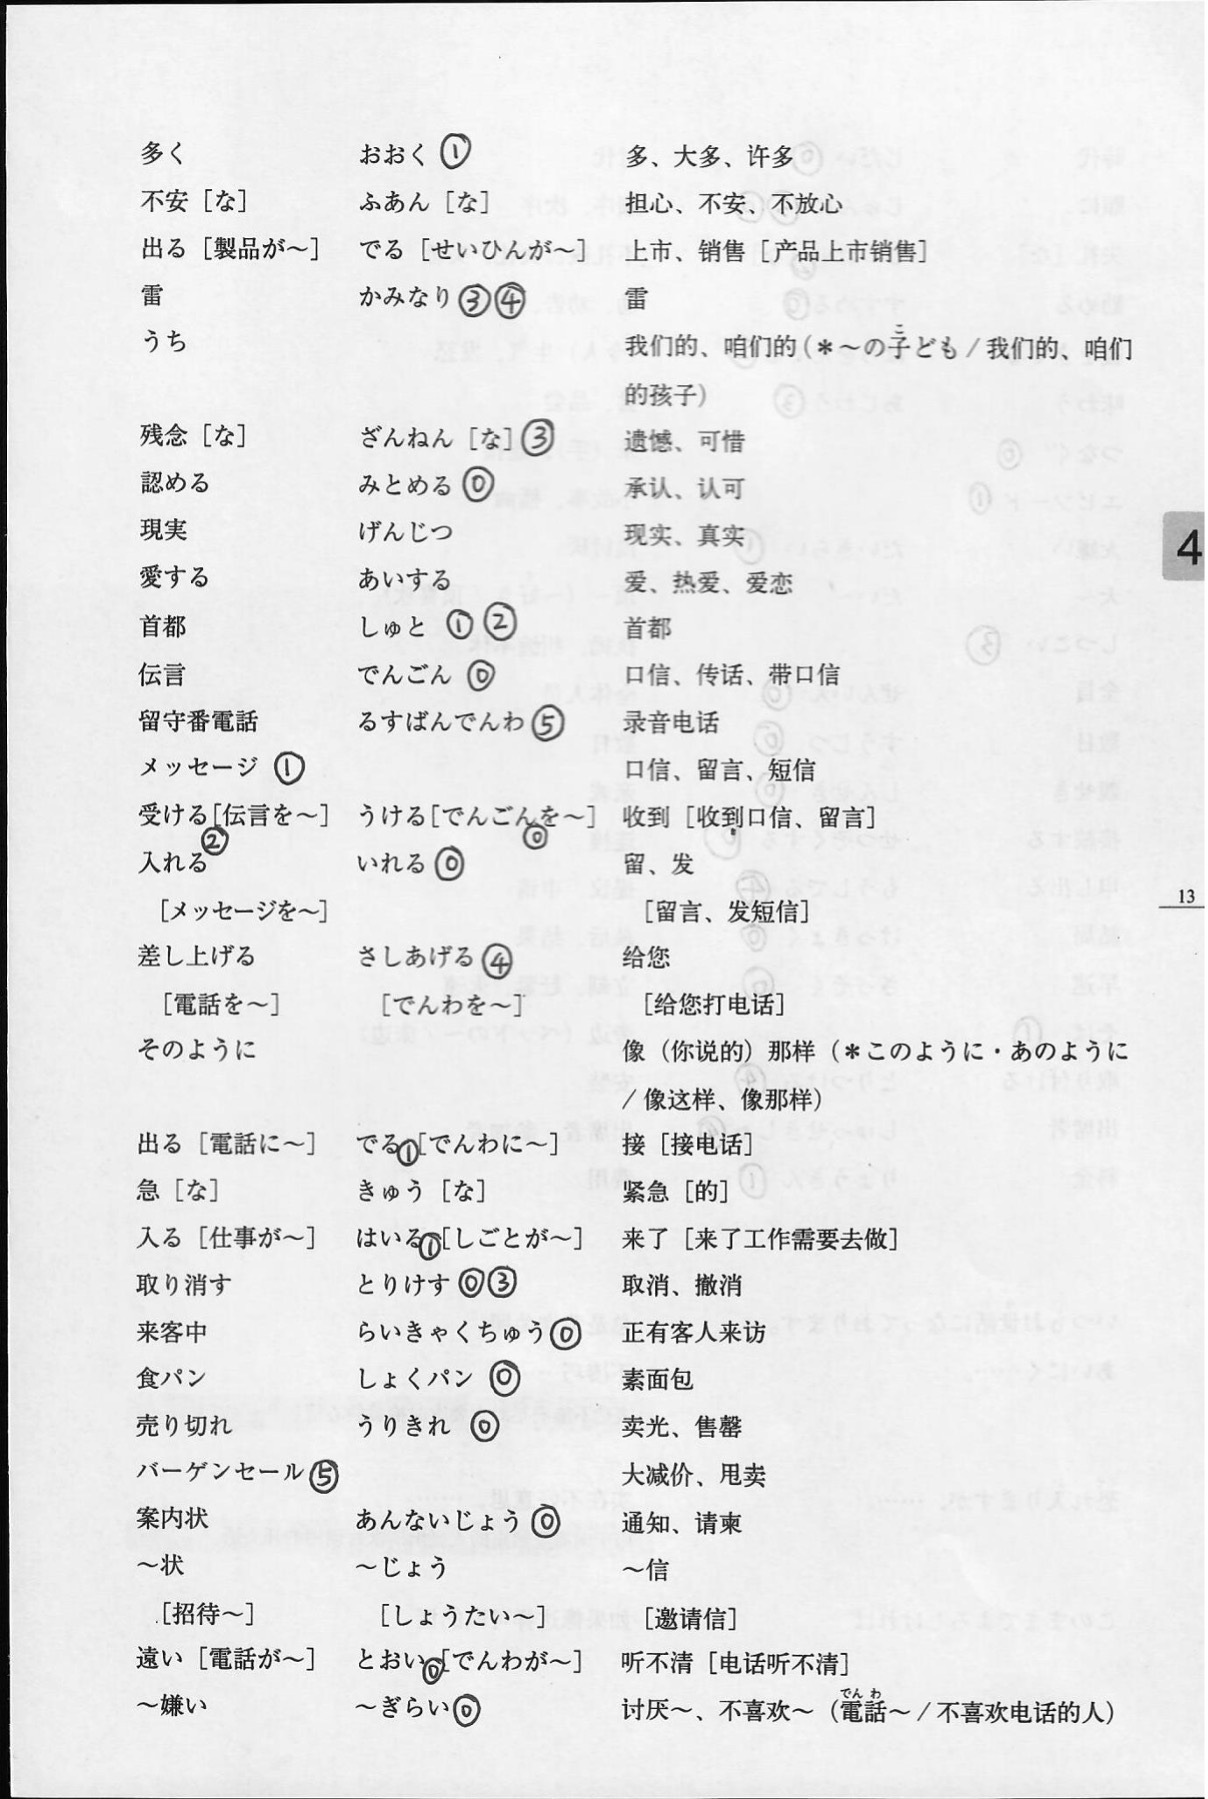 多く おおく ① 多、大多、许多
不安［な］ ふあん［な］ 担心、不安、不放心
出る［製品が～］ でる［せいひんが～］ 上市、销售［产品上市销售］
雷 かみなり ③④ 雷
うち 我们的、咱们的（＊～の子ども / 我们的、咱们
こ
的孩子）
残念［な］ ざんねん［な］③ 遗憾、可惜
認める みとめる ⓪ 承认、认可
現実 げんじつ 现实、真实
愛する あいする 爱、热爱、爱恋
首都 しゅと ① ② 首都
伝言 でんごん ⓪ 口信、传话、带口信
留守番電話 るすばんでんわ ⑤ 录音电话
メッセージ ① 口信、留言、短信
受ける［伝言を～］ うける［でんごんを～］ 收到［收到口信、留言］
② ⓪
入れる いれる ⓪ 留、发
［メッセージを～］ ［留言、发短信］
差し上げる さしあげる ④ 给您
［電話を～］ ［でんわを～］ ［给您打电话］
そのように 像（你说的）那样（＊このように・あのように
/ 像这样、像那样）
出る［電話に～］ でる ①［でんわに～］ 接［接电话］
急［な］ きゅう［な］ 紧急［的］
入る［仕事が～］ はいる ①［しごとが～］ 来了［来了工作需要去做］
取り消す とりけす ⓪③ 取消、撤消
来客中 らいきゃくちゅう ⓪ 正有客人来访
食パン しょくパン ⓪ 素面包
売り切れ うりきれ ⓪ 卖光、售罄
バーゲンセール ⑤ 大减价、甩卖
案内状 あんないじょう ⓪ 通知、请柬
～状 ～じょう ～信
［招待～］ ［しょうたい～］ ［邀请信］
遠い［電話が～］ とおい ⓪［でんわが～］ 听不清［电话听不清］
でん わ
～嫌い ～ぎらい ⓪ 讨厌～、不喜欢～（電話～ / 不喜欢电话的人）
4
13